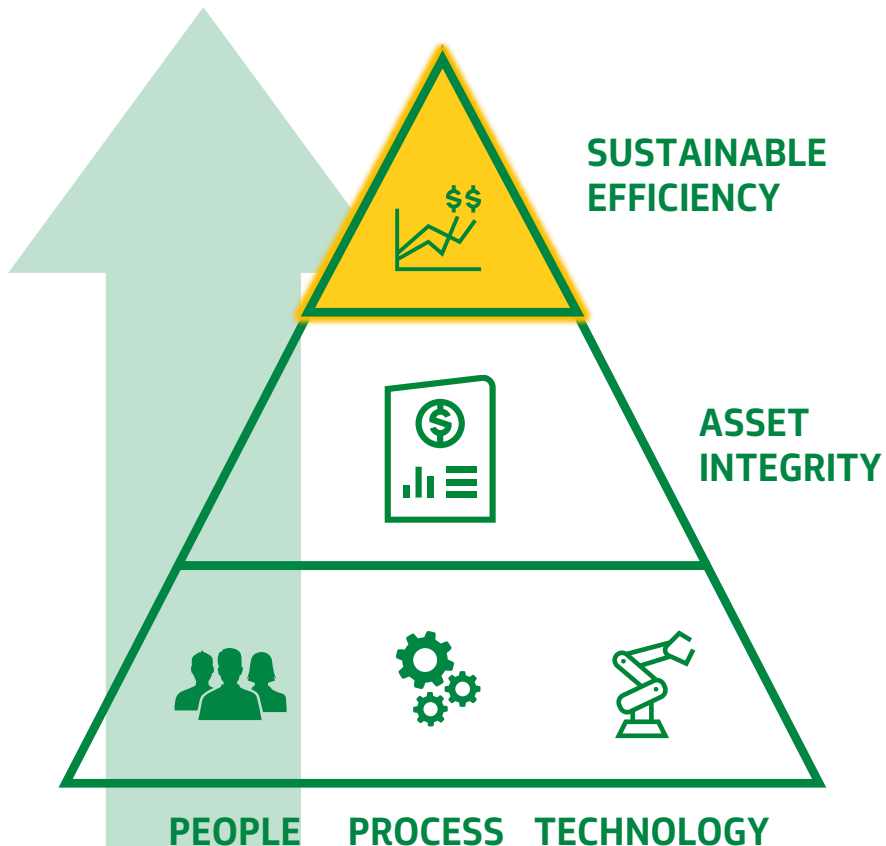 $$
SUSTAINABLE
EFFICIENCY
$
ASSET
INTEGRITY
PEOPLE PROCESS TECHNOLOGY